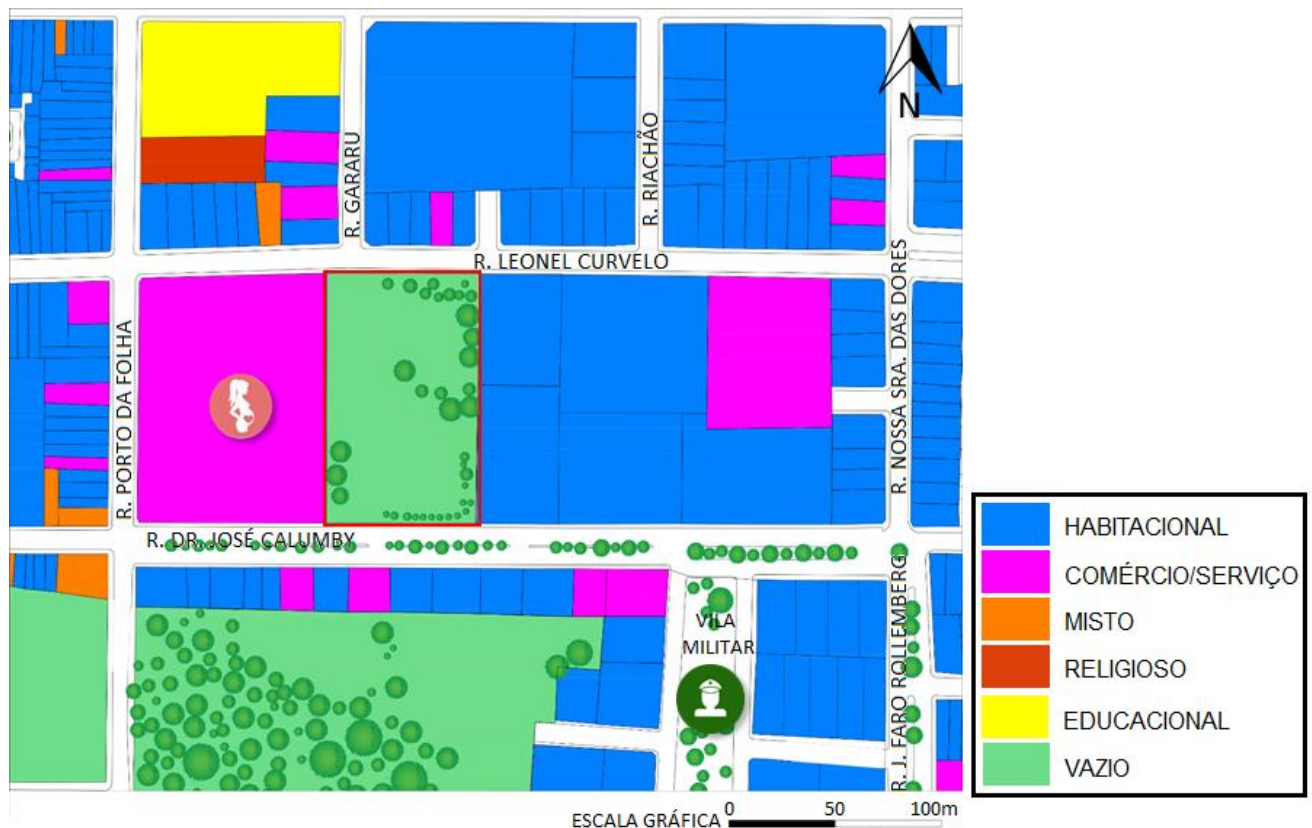 N
R. GARARU
R. RIACHÃO
R. LEONEL CURVELO
R. PORTO DA FOLHA
R. NOSSA SRA. DAS DORES
R. DR. JOSÉ CALUMBY
VILA
MILITAR
R. J. FARO ROLLEMBERG
HABITACIONAL
COMÉRCIO/SERVIÇO
MISTO
RELIGIOSO
EDUCACIONAL
VAZIO
ESCALA GRÁFICA 0 50 100m